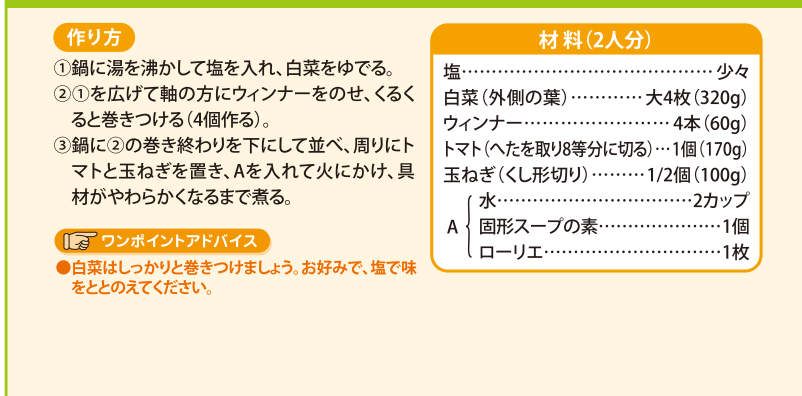 作り方
①鍋に湯を沸かして塩を入れ、白菜をゆでる。
②①を広げて軸の方にウィンナーをのせ、くるく
ると巻きつける（4個作る）。
③鍋に②の巻き終わりを下にして並べ、周りにト
マトと玉ねぎを置き、Aを入れて火にかけ、具
材がやわらかくなるまで煮る。
ワンポイントアドバイス
●白菜はしっかりと巻きつけましょう。お好みで、塩で味
をととのえてください。
材料（2人分）
塩……………………………………少々
白菜（外側の葉）…………大4枚（320g）
ウィンナー……………………4本（60g）
トマト（へたを取り8等分に切る）…1個（170g）
玉ねぎ（くし形切り）………1/2個（100g）
A
水……………………………2カップ
固形スープの素…………………1個
ローリエ…………………………1枚